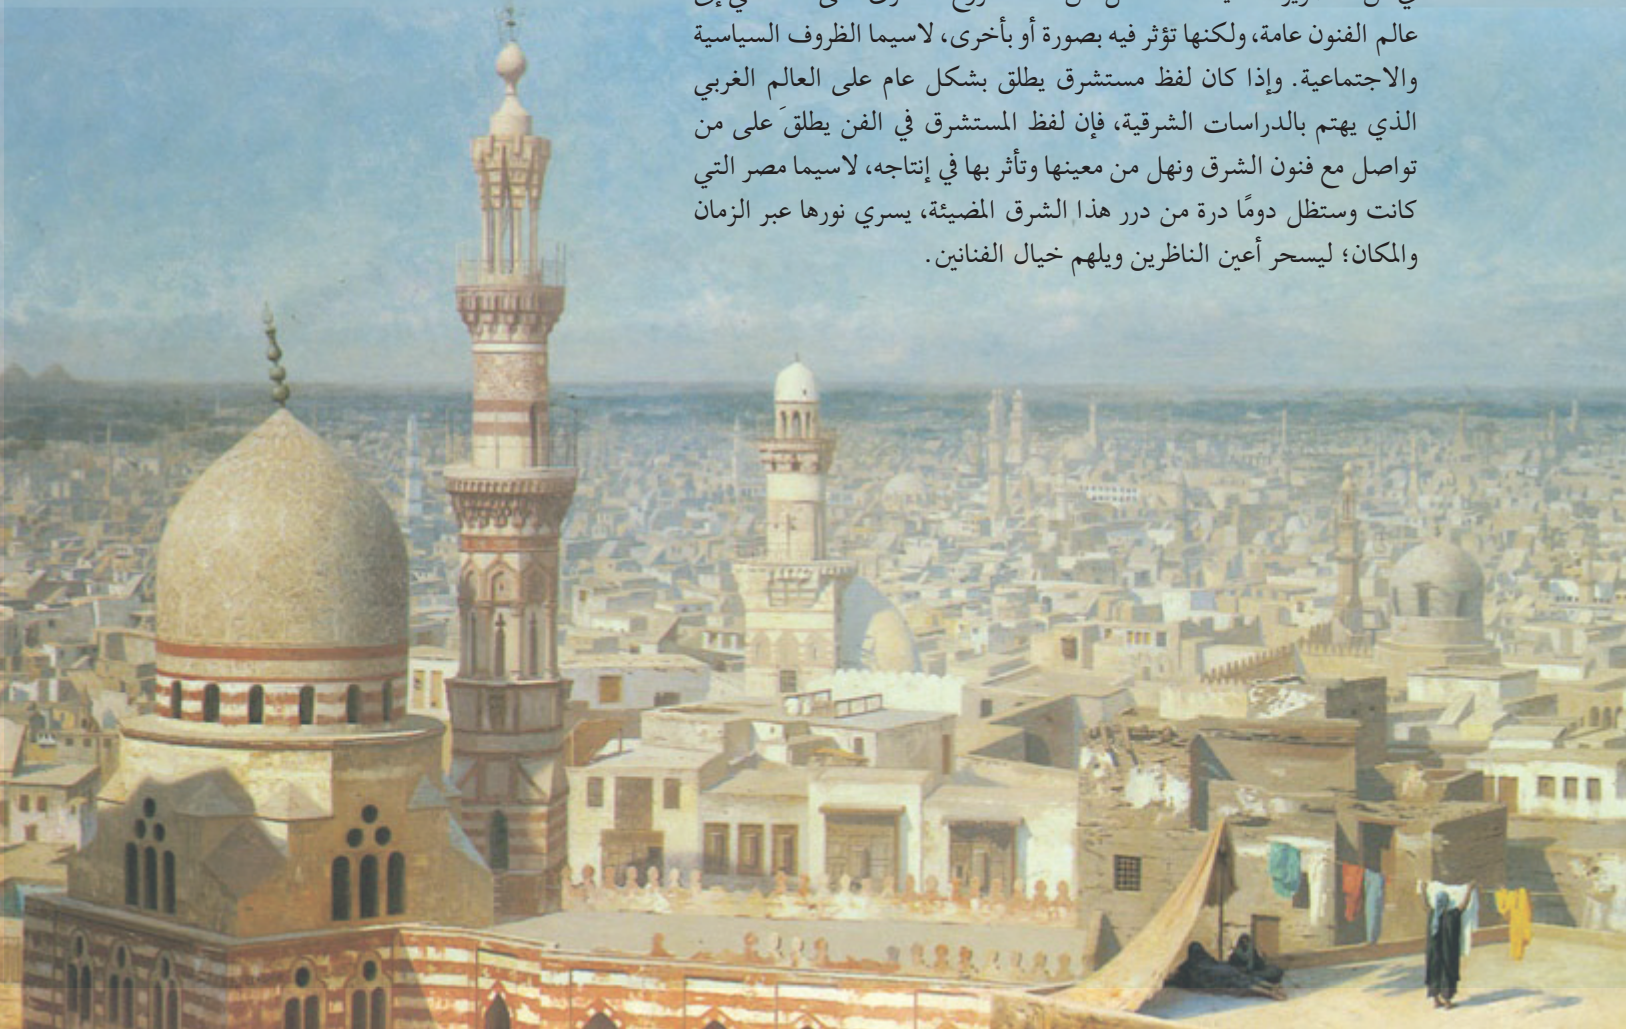 عالم الفنون عامة، ولكنها تؤثر فيه بصورة أو بأخرى، لاسيما الظروف السياسية
والاجتماعية. وإذا كان لفظ مستشرق يطلق بشكل عام على العالم الغربي
الذي يهتم بالدراسات الشرقية، فإن لفظ المستشرق في الفن يطلقَ على من
تواصل مع فنون الشرق ونهل من معينها وتأثر بها في إنتاجه، لاسيما مصر التي
كانت وستظل دومًا درة من درر هذا الشرق المضيئة، يسري نورها عبر الزمان
والمكان؛ ليسحر أعين الناظرين ويلهم خيال الفنانين.